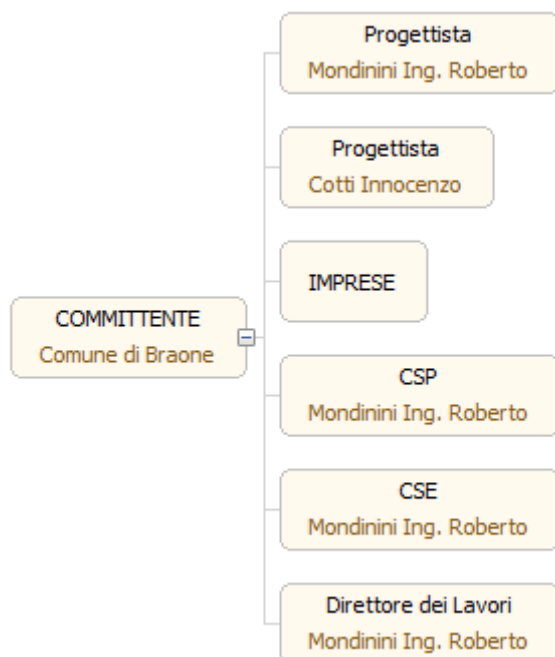 COMMITTENTE
Comune di Braone
Progettista
Mondinini Ing. Roberto
Progettista
Cotti Innocenzo
IMPRESE
CSP
Mondinini Ing. Roberto
CSE
Mondinini Ing. Roberto
Direttore dei Lavori
Mondinini Ing. Roberto